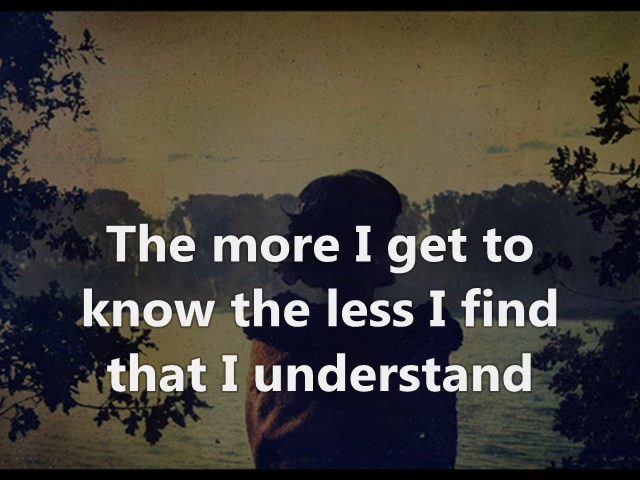 The more I get to
know the less I find
that I understand